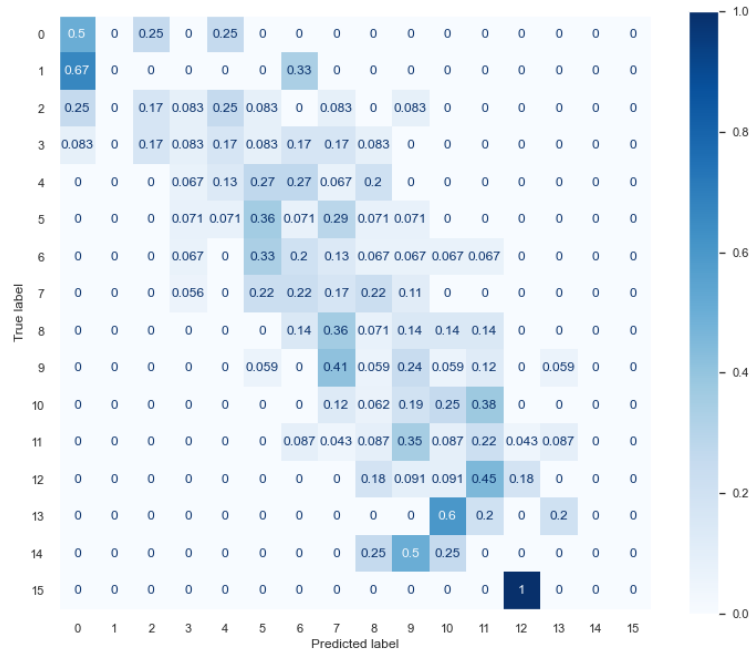 0 0.5 0 0.25 0 0.25 0 0 0 0 0 0 0 0 0 0 0
1 0.67 0 0 0 0 0 0.33 0 0 0 0 0 0 0 0 0
2 0.25 0 0.17 0.083 0.25 0.083 0 0.083 0 0.083 0 0 0 0 0 0
3 0.083 0 0.17 0.083 0.17 0.083 0.17 0.17 0.083 0 0 0 0 0 0 0
4 0 0 0 0.067 0.13 0.27 0.27 0.067 0.2 0 0 0 0 0 0 0
5 0 0 0 0.071 0.071 0.36 0.071 0.29 0.071 0.071 0 0 0 0 0 0
6 0 0 0 0.067 0 0.33 0.2 0.13 0.067 0.067 0.067 0.067 0 0 0 0
7 0 0 0 0.056 0 0.22 0.22 0.17 0.22 0.11 0 0 0 0 0 0
8 0 0 0 0 0 0 0.14 0.36 0.071 0.14 0.14 0.14 0 0 0 0
9 0 0 0 0 0 0.059 0 0.41 0.059 0.24 0.059 0.12 0 0.059 0 0
10 0 0 0 0 0 0 0 0.12 0.062 0.19 0.25 0.38 0 0 0 0
11 0 0 0 0 0 0 0.087 0.043 0.087 0.35 0.087 0.22 0.043 0.087 0 0
12 0 0 0 0 0 0 0 0 0.18 0.091 0.091 0.45 0.18 0 0 0
13 0 0 0 0 0 0 0 0 0 0 0.6 0.2 0 0.2 0 0
14 0 0 0 0 0 0 0 0 0.25 0.5 0.25 0 0 0 0 0
15 0 0 0 0 0 0 0 0 0 0 0 0 1 0 0 0
0 1 2 3 4 5 6 7 8 9 10 11 12 13 14 15
Predicted label
True label
1.0
0.8
0.6
0.4
0.2
0.0